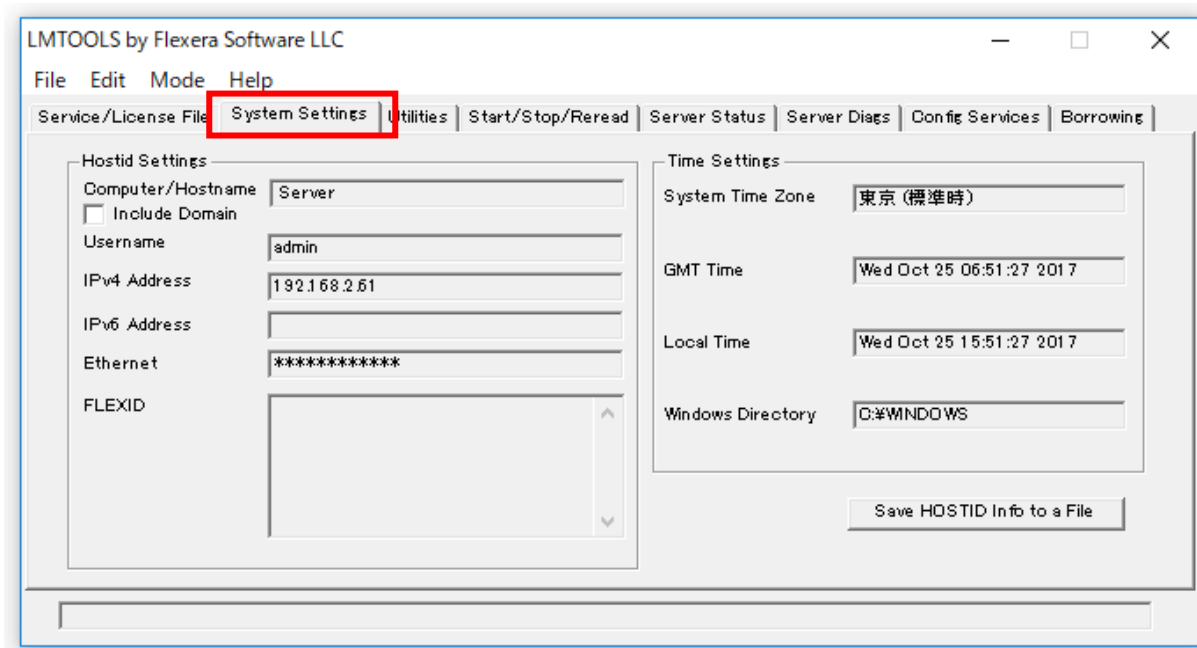 LMTOOLS by Flexera Software LLC
File Edit Mode Help
Service/License File System Settings Utilities Start/Stop/Reread Server Status Server Diags Config Services Borrowing
Hostid Settings
Computer/Hostname Server
Include Domain
Username admin
IPv4 Address 192.168.2.61
IPv6 Address
Ethernet ************
FLEXID
Time Settings
System Time Zone 東京 (標準時)
GMT Time Wed Oct 25 06:51:27 2017
Local Time Wed Oct 25 15:51:27 2017
Windows Directory C:¥WINDOWS
Save HOSTID Info to a File